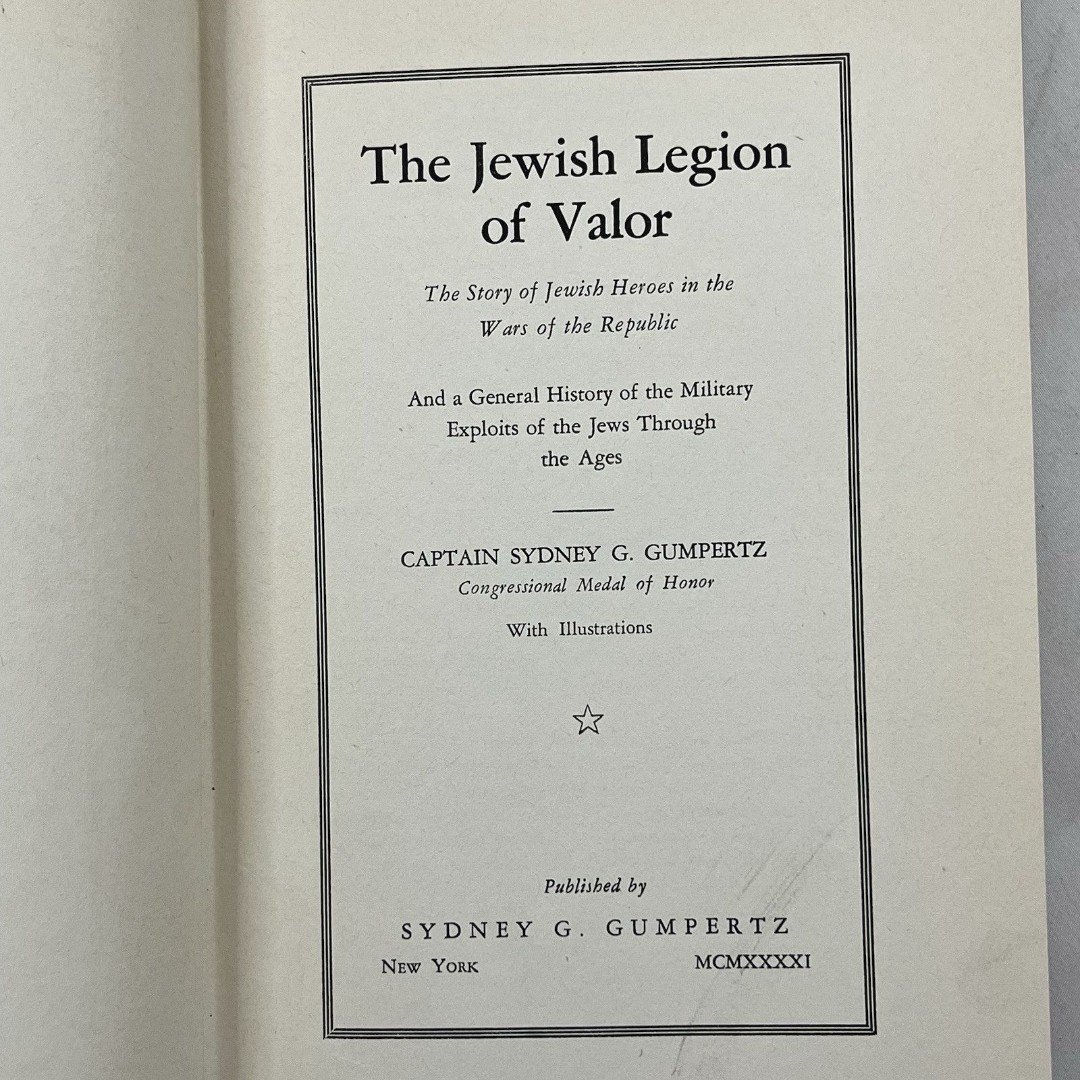 The Jewish Legion
of Valor
The Story of Jewish Heroes in the
Wars of the Republic
And a General History of the Military
Exploits of the Jews Through
the Ages
CAPTAIN SYDNEY G. GUMPERTZ
Congressional Medal of Honor
With Illustrations
Published by
SYDNEY G. GUMPERTZ
NEW YORK MCMXXXXI